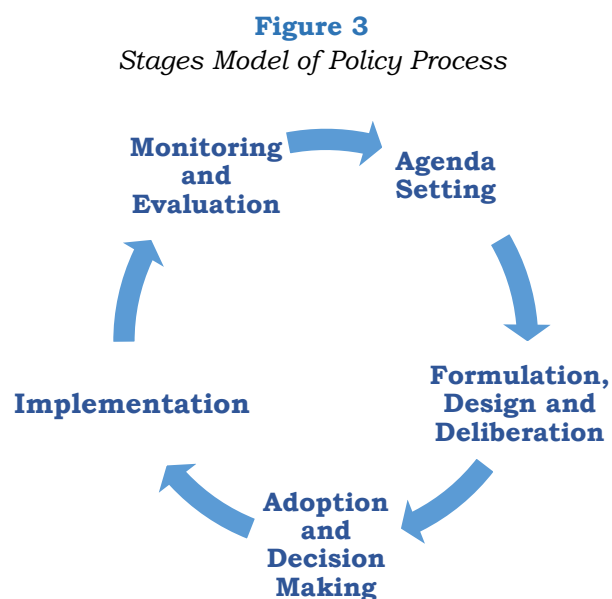 Figure 3
Stages Model of Policy Process
Monitoring
and
Evaluation
Agenda
Setting
Formulation,
Design and
Deliberation
Adoption
and
Decision
Making
Implementation